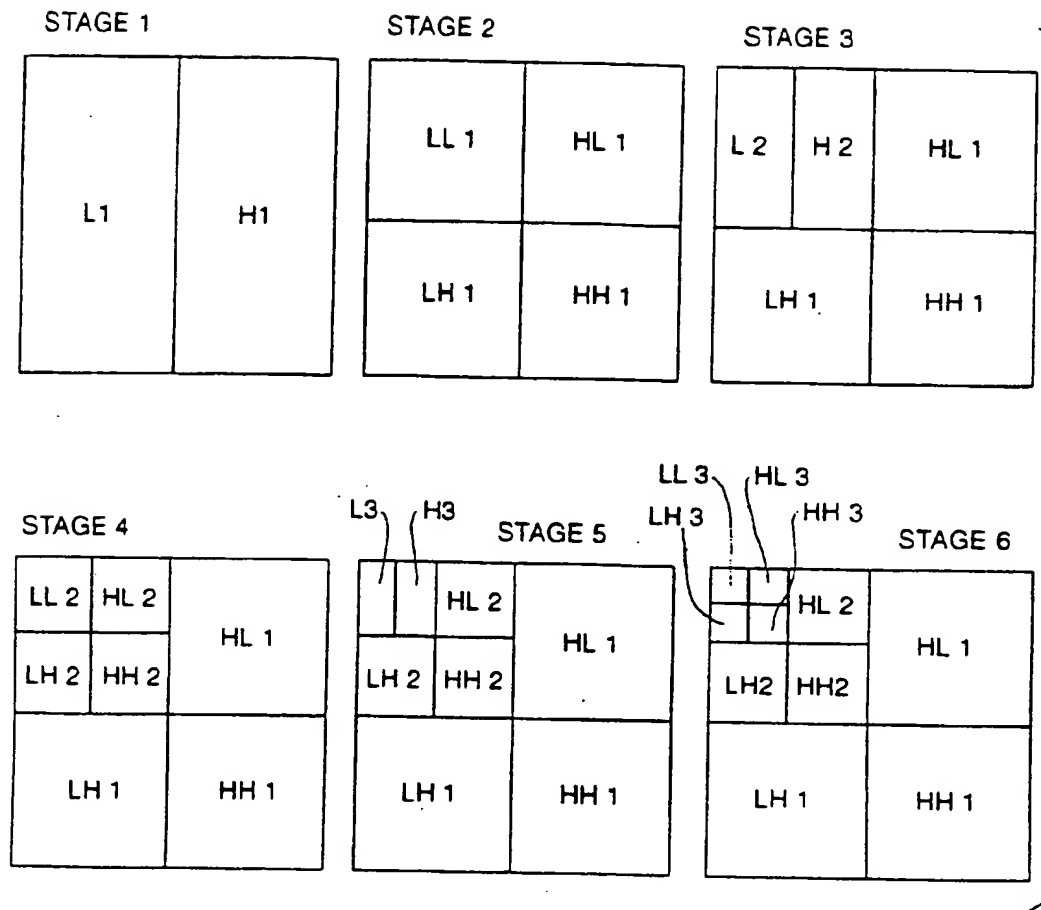 STAGE 1
L1 H1
STAGE 2
LL 1 HL 1
LH 1 HH 1
STAGE 3
L 2 H 2 HL 1
LH 1 HH 1
STAGE 4
LL 2 HL 2
HL 1
LH 2 HH 2
LH 1 HH 1
L3 H3
STAGE 5
HL 2
HL 1
LH 2 HH 2
LH 1 HH 1
LL 3 HL 3
LH 3 HH 3
STAGE 6
HL 2
HL 1
LH2 HH2
LH 1 HH 1